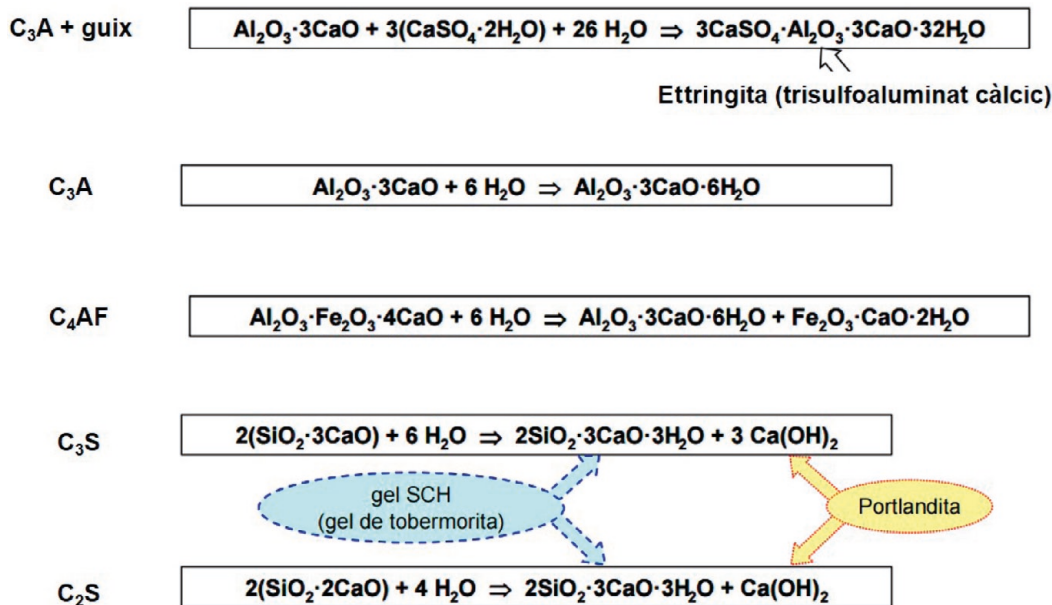 C₃A + guix
Al₂O₃·3CaO + 3(CaSO₄·2H₂O) + 26 H₂O ⇒ 3CaSO₄·Al₂O₃·3CaO·32H₂O
Ettringita (trisulfoaluminat càlcic)
C₃A
Al₂O₃·3CaO + 6 H₂O ⇒ Al₂O₃·3CaO·6H₂O
C₄AF
Al₂O₃·Fe₂O₃·4CaO + 6 H₂O ⇒ Al₂O₃·3CaO·6H₂O + Fe₂O₃·CaO·2H₂O
C₃S
2(SiO₂·3CaO) + 6 H₂O ⇒ 2SiO₂·3CaO·3H₂O + 3 Ca(OH)₂
gel SCH
(gel de tobermorita)
Portlandita
C₂S
2(SiO₂·2CaO) + 4 H₂O ⇒ 2SiO₂·3CaO·3H₂O + Ca(OH)₂